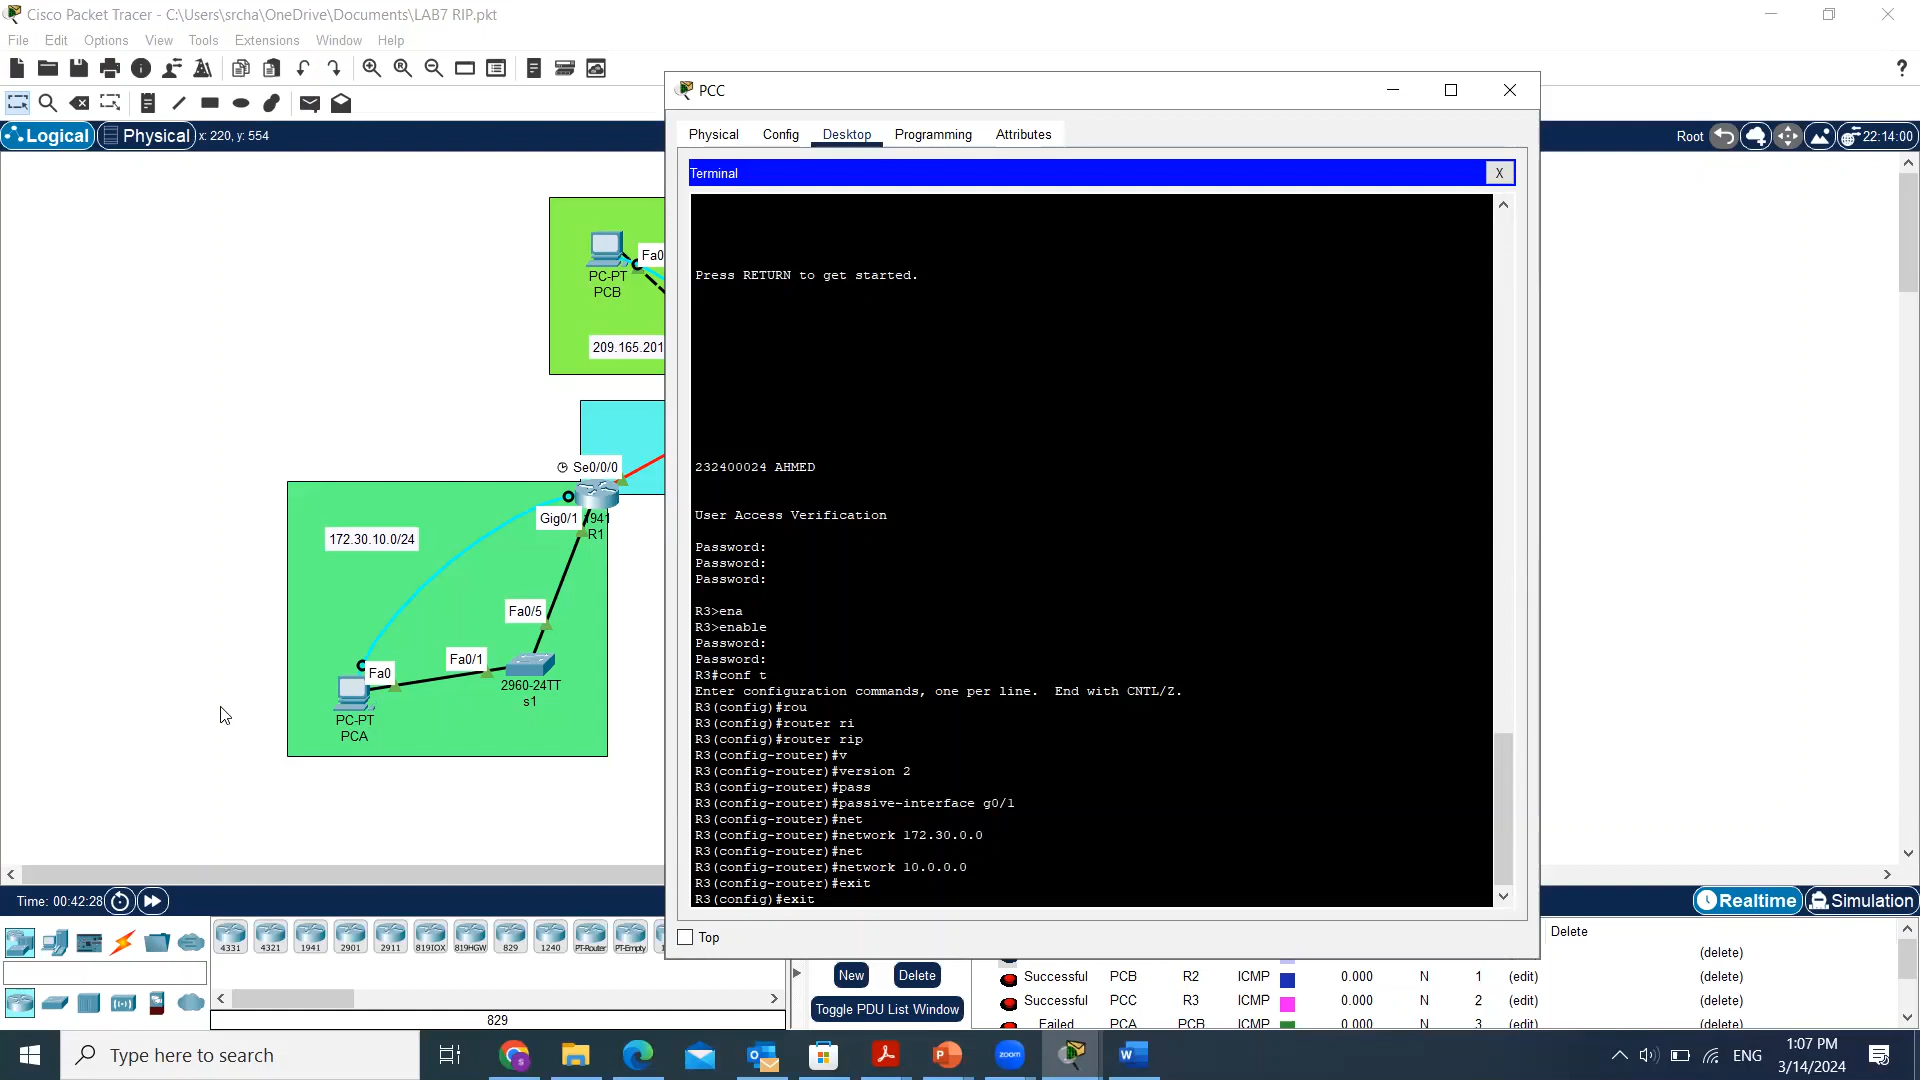 Cisco Packet Tracer - C:\Users\srcha\OneDrive\Documents\LAB7 RIP.pkt
File Edit Options View Tools Extensions Window Help
?
Logical Physical x: 220, y: 554
Root 22:14:00
PCC
Physical Config Desktop Programming Attributes
Terminal X
Press RETURN to get started.
232400024 AHMED
User Access Verification
Password:
Password:
Password:
R3>ena
R3>enable
Password:
Password:
R3#conf t
Enter configuration commands, one per line.  End with CNTL/Z.
R3(config)#rou
R3(config)#router ri
R3(config)#router rip
R3(config-router)#v
R3(config-router)#version 2
R3(config-router)#pass
R3(config-router)#passive-interface g0/1
R3(config-router)#net
R3(config-router)#network 172.30.0.0
R3(config-router)#net
R3(config-router)#network 10.0.0.0
R3(config-router)#exit
R3(config)#exit
Top
Fa0
PC-PT
PCB
209.165.201
Se0/0/0
Gig0/1
1941
R1
172.30.10.0/24
Fa0/5
Fa0/1
Fa0
2960-24TT
s1
PC-PT
PCA
Time: 00:42:28
Realtime Simulation
4331 4321 1941 2901 2911 819IOX 819HGW 829 1240 PT-Router PT-Empty
829
New Delete
Toggle PDU List Window
Delete
(delete)
Successful PCB R2 ICMP 0.000 N 1 (edit) (delete)
Successful PCC R3 ICMP 0.000 N 2 (edit) (delete)
Failed PCA PCB ICMP 0.000 N 3 (edit) (delete)
Type here to search
zoom
ENG
1:07 PM
3/14/2024